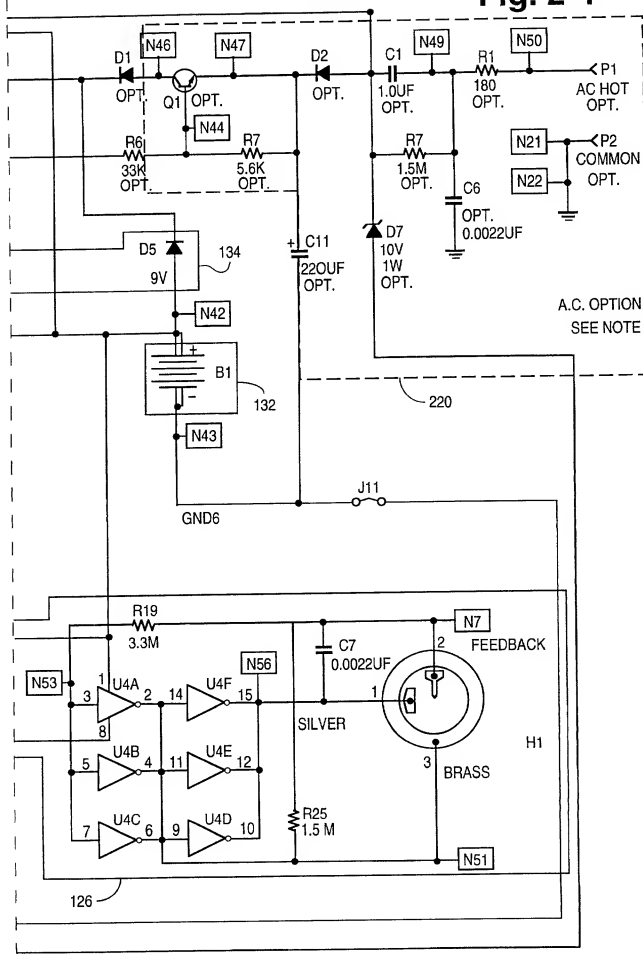 Fig. 2-4
N46
N47
N49
N50
D1
OPT.
Q1
OPT.
D2
OPT.
C1
1.0UF
OPT.
R1
180
OPT.
P1
AC HOT
OPT.
N44
N21
P2
COMMON
OPT.
N22
R6
33K
OPT.
R7
5.6K
OPT.
R7
1.5M
OPT.
C6
OPT.
0.0022UF
D5
9V
134
+
C11
220UF
OPT.
D7
10V
1W
OPT.
N42
A.C. OPTION
SEE NOTE
+
B1
−
132
220
N43
J11
GND6
R19
3.3M
N7
N56
C7
0.0022UF
2
FEEDBACK
N53
1
U4A
3
2
8
14
U4F
15
SILVER
1
H1
5
U4B
4
11
U4E
12
3
BRASS
7
U4C
6
9
U4D
10
R25
1.5 M
N51
126